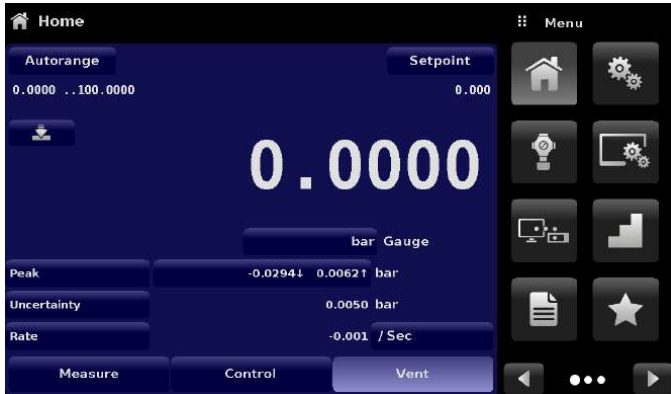 Home
Menu
Autorange
Setpoint
0.0000 ..100.0000
0.000
0.0000
bar Gauge
Peak -0.0294↓ 0.0062↑ bar
Uncertainty 0.0050 bar
Rate -0.001 / Sec
Measure Control Vent